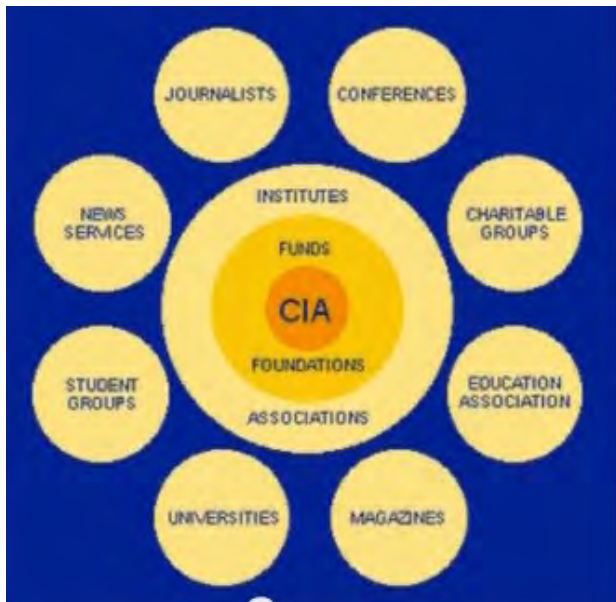 JOURNALISTS
CONFERENCES
NEWS
SERVICES
INSTITUTES
CHARITABLE
GROUPS
FUNDS
CIA
FOUNDATIONS
ASSOCIATIONS
STUDENT
GROUPS
EDUCATION
ASSOCIATION
UNIVERSITIES
MAGAZINES